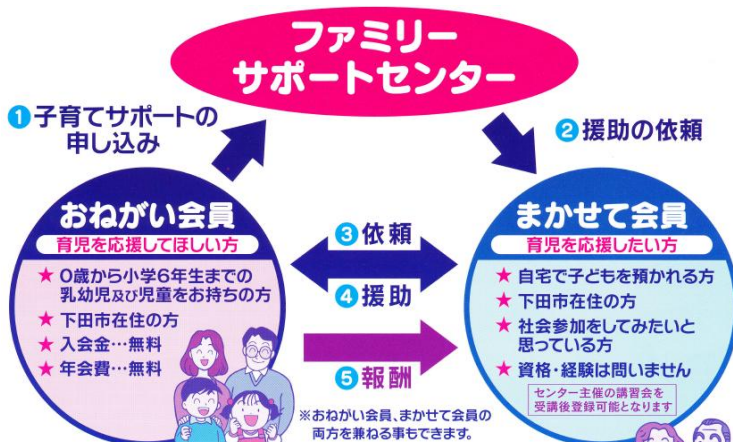 ファミリー
サポートセンター
①子育てサポートの
申し込み
②援助の依頼
おねがい会員
育児を応援してほしい方
★ 0歳から小学6年生までの
乳幼児及び児童をお持ちの方
★ 下田市在住の方
★ 入会金…無料
★ 年会費…無料
③依頼
④援助
⑤報酬
※おねがい会員、まかせて会員の
両方を兼ねる事もできます。
まかせて会員
育児を応援したい方
★ 自宅で子どもを預かれる方
★ 下田市在住の方
★ 社会参加をしてみたいと
思っている方
★ 資格・経験は問いません
センター主催の講習会を
受講後登録可能となります